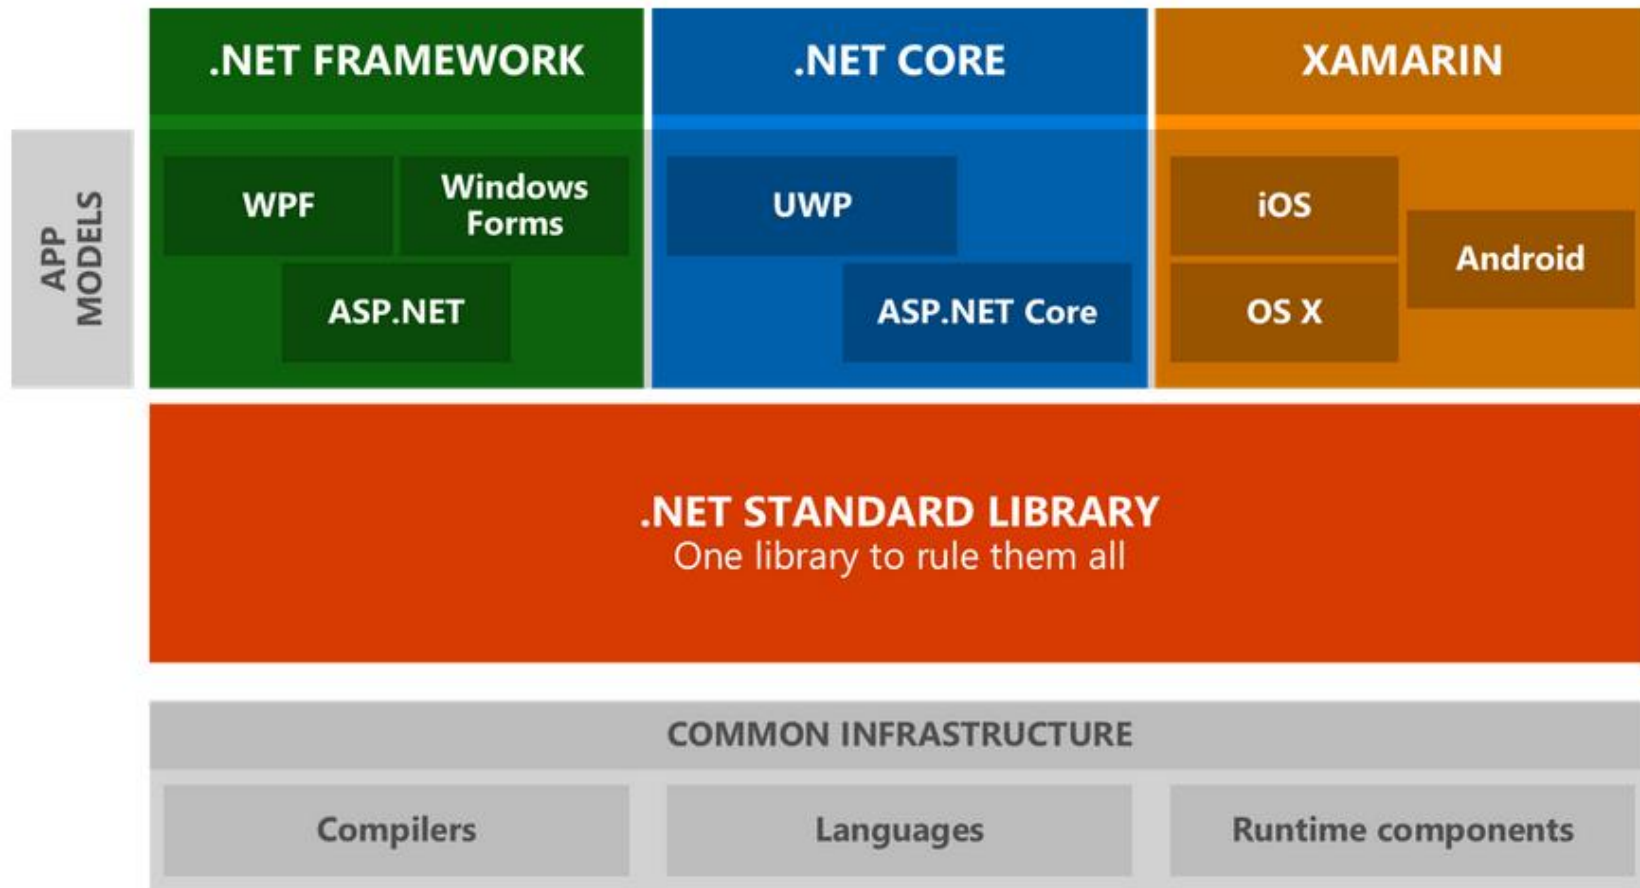 .NET FRAMEWORK
.NET CORE
XAMARIN
APP
MODELS
WPF
Windows
Forms
ASP.NET
UWP
ASP.NET Core
iOS
Android
OS X
.NET STANDARD LIBRARY
One library to rule them all
COMMON INFRASTRUCTURE
Compilers
Languages
Runtime components